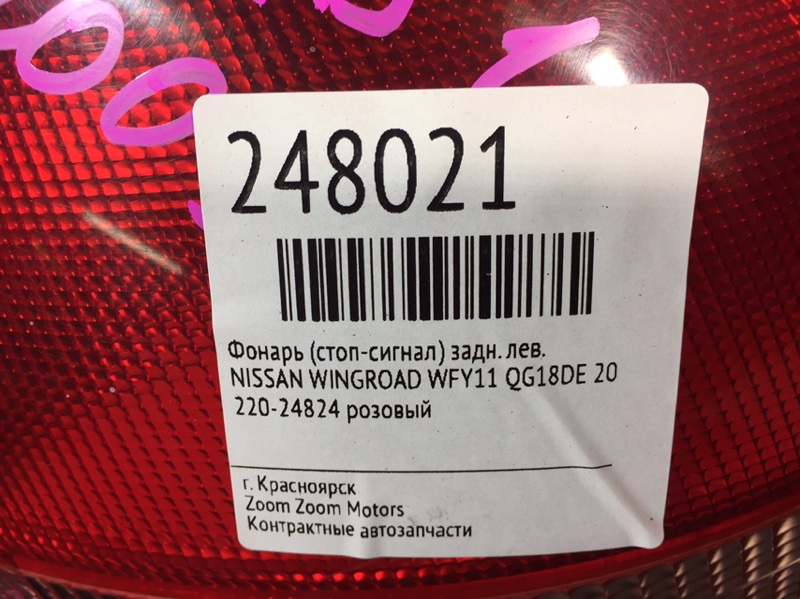 248021
Фонарь (стоп-сигнал) задн. лев.
NISSAN WINGROAD WFY11 QG18DE 20
220-24824 розовый
г. Красноярск
Zoom Zoom Motors
Контрактные автозапчасти